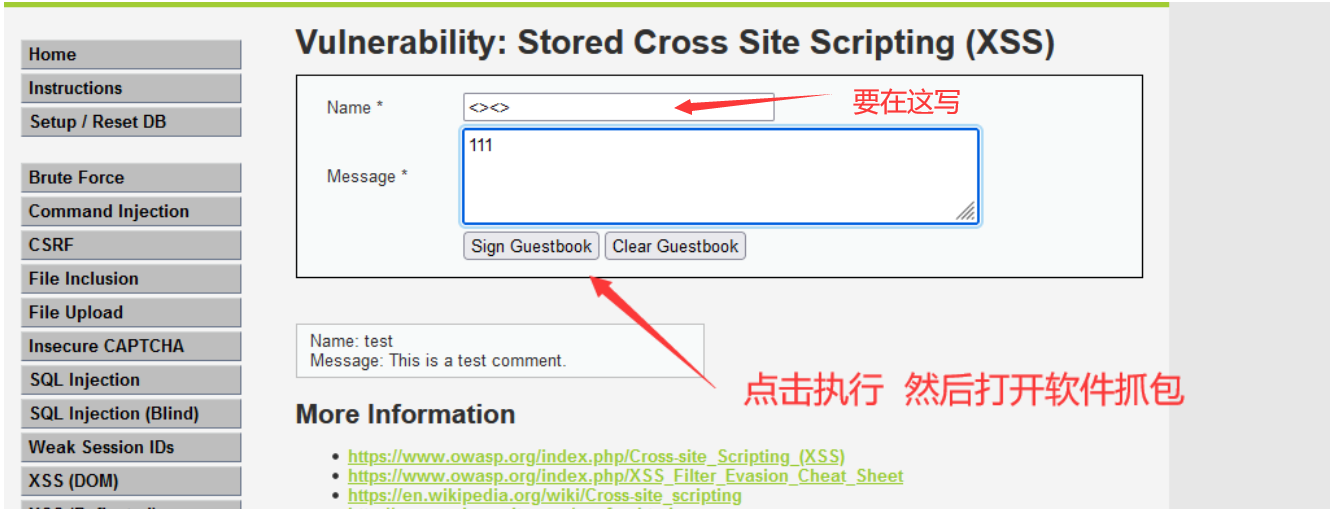 Vulnerability: Stored Cross Site Scripting (XSS)
Home
Instructions
Setup / Reset DB
Brute Force
Command Injection
CSRF
File Inclusion
File Upload
Insecure CAPTCHA
SQL Injection
SQL Injection (Blind)
Weak Session IDs
XSS (DOM)
Name * <><> 要在这写
Message * 111
Sign Guestbook Clear Guestbook
Name: test
Message: This is a test comment.
点击执行 然后打开软件抓包
More Information
https://www.owasp.org/index.php/Cross-site_Scripting_(XSS)
https://www.owasp.org/index.php/XSS_Filter_Evasion_Cheat_Sheet
https://en.wikipedia.org/wiki/Cross-site_scripting